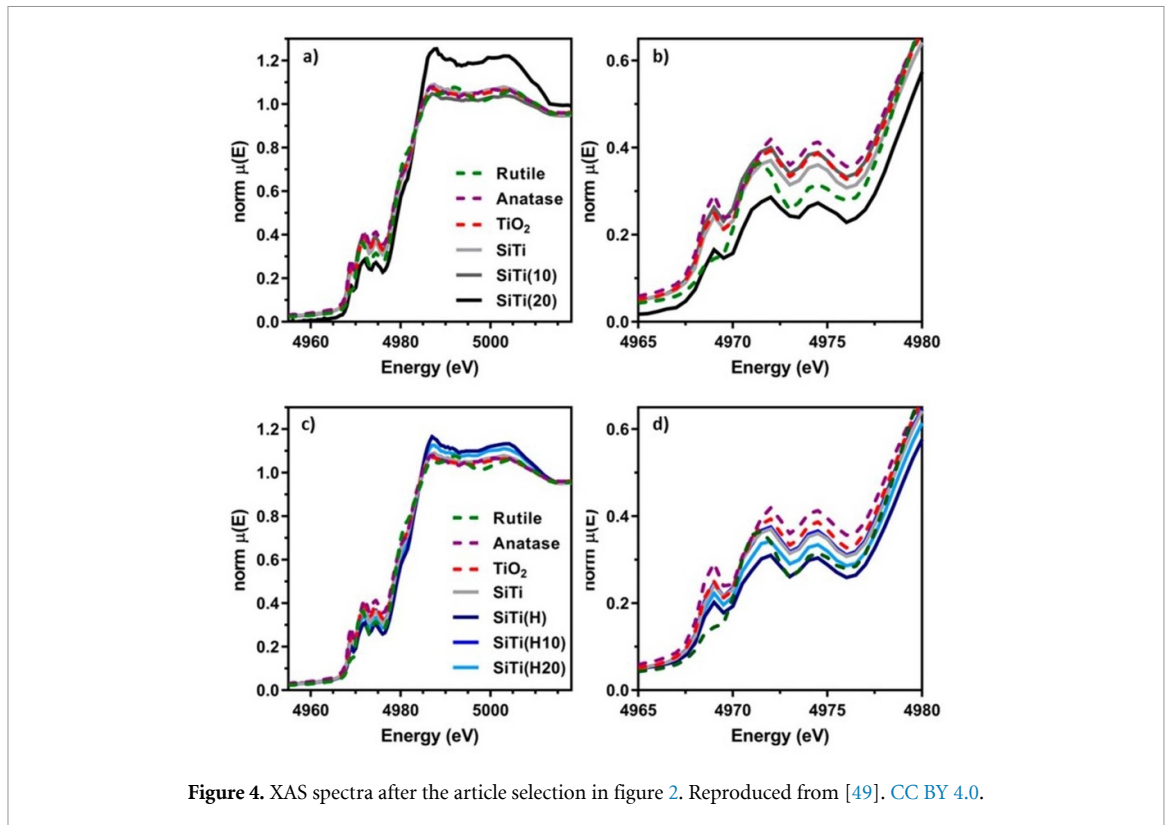 a)
norm µ(E)
1.2
1.0
0.8
0.6
0.4
0.2
0.0
4960
4980
5000
Energy (eV)
Rutile
Anatase
TiO₂
SiTi
SiTi(10)
SiTi(20)
b)
norm µ(E)
0.6
0.4
0.2
0.0
4965
4970
4975
4980
Energy (eV)
c)
norm µ(E)
1.2
1.0
0.8
0.6
0.4
0.2
0.0
4960
4980
5000
Energy (eV)
Rutile
Anatase
TiO₂
SiTi
SiTi(H)
SiTi(H10)
SiTi(H20)
d)
norm µ(E)
0.6
0.4
0.2
0.0
4965
4970
4975
4980
Energy (eV)
Figure 4. XAS spectra after the article selection in figure 2. Reproduced from [49]. CC BY 4.0.